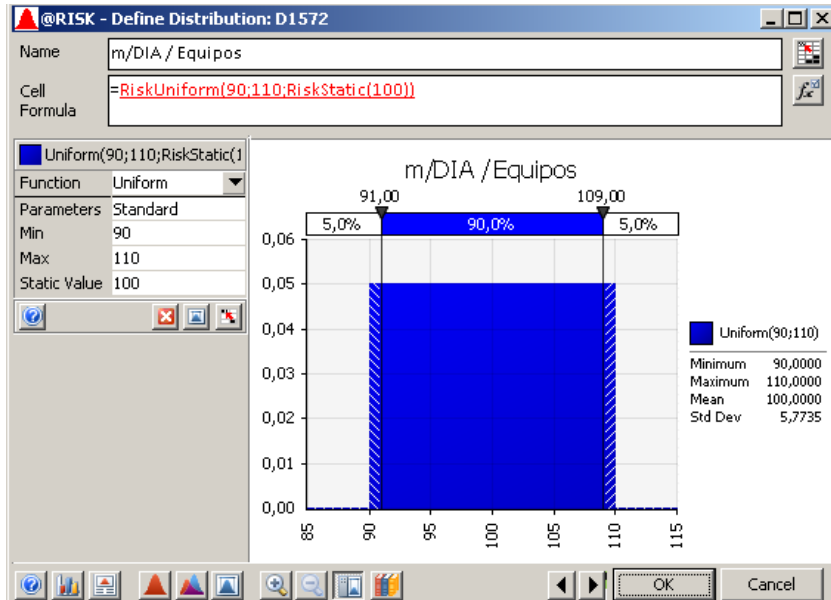 @RISK - Define Distribution: D1572
Name
m/DIA / Equipos
Cell Formula
=RiskUniform(90;110;RiskStatic(100))
Uniform(90;110;RiskStatic(1
Function Uniform
Parameters Standard
Min 90
Max 110
Static Value 100
m/DIA / Equipos
91,00 109,00
5,0% 90,0% 5,0%
0,06
0,05
0,04
0,03
0,02
0,01
0,00
85 90 95 100 105 110 115
Uniform(90;110)
Minimum 90,0000
Maximum 110,0000
Mean 100,0000
Std Dev 5,7735
OK Cancel